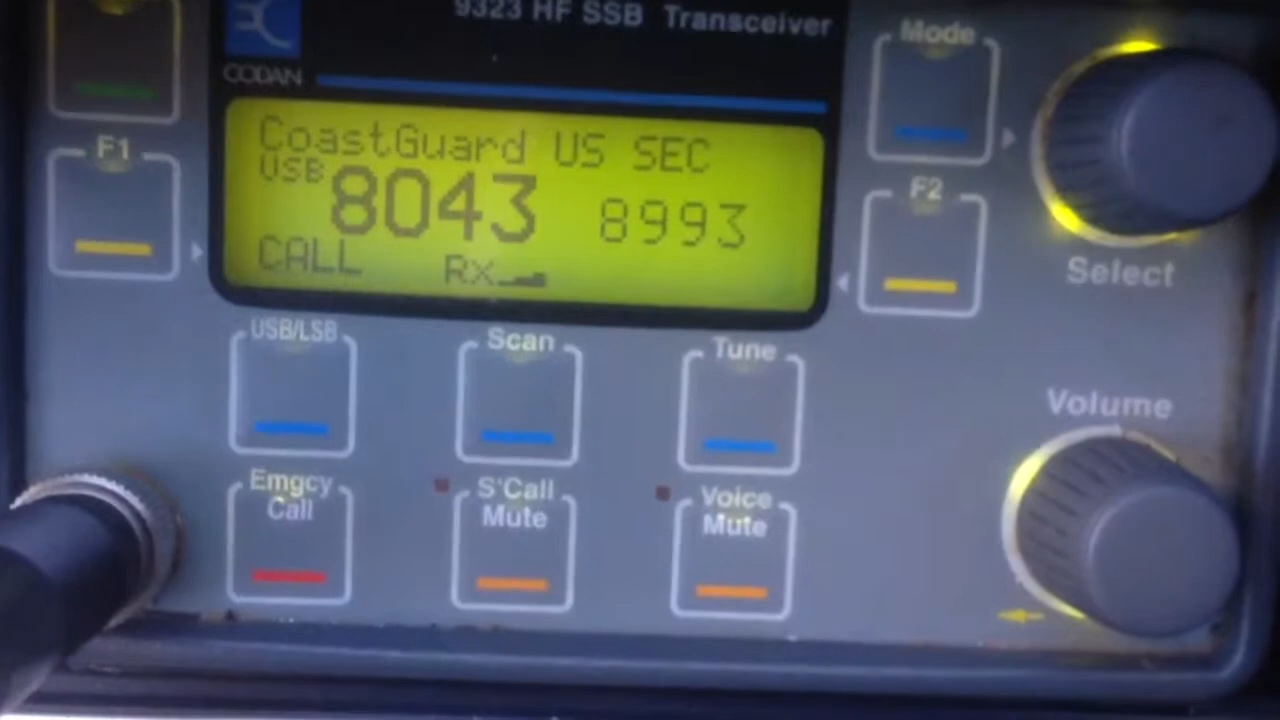 9323 HF SSB Transceiver
CODAN
Mode
F1
CoastGuard US SEC
USB 8043 8993
CALL Rx
F2
Select
USB/LSB
Scan
Tune
Volume
Emgcy
Call
S'Call
Mute
Voice
Mute